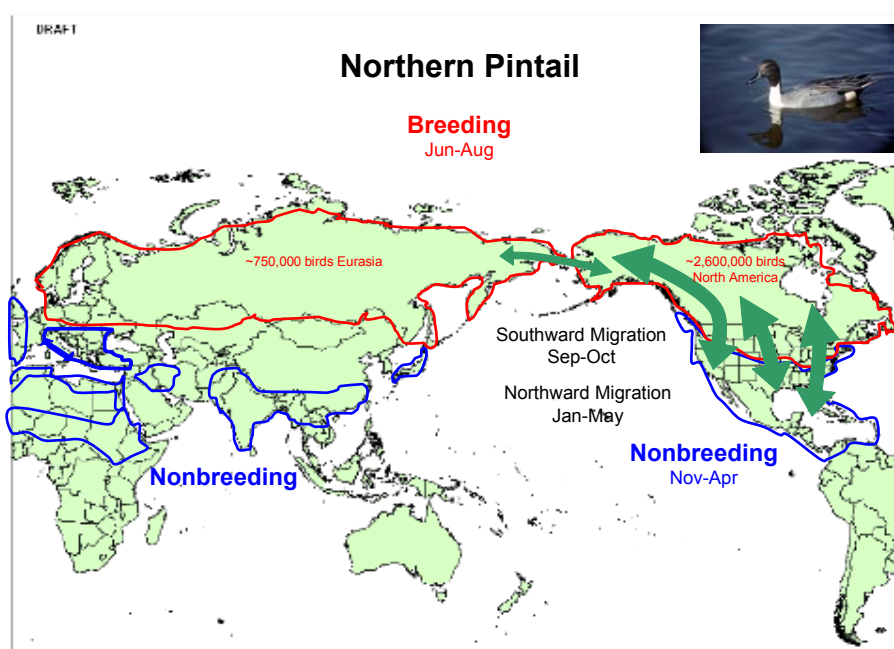 DRAFT
Northern Pintail
Breeding
Jun-Aug
~750,000 birds Eurasia
~2,600,000 birds
North America
Southward Migration
Sep-Oct
Northward Migration
Jan-May
Nonbreeding
Nonbreeding
Nov-Apr